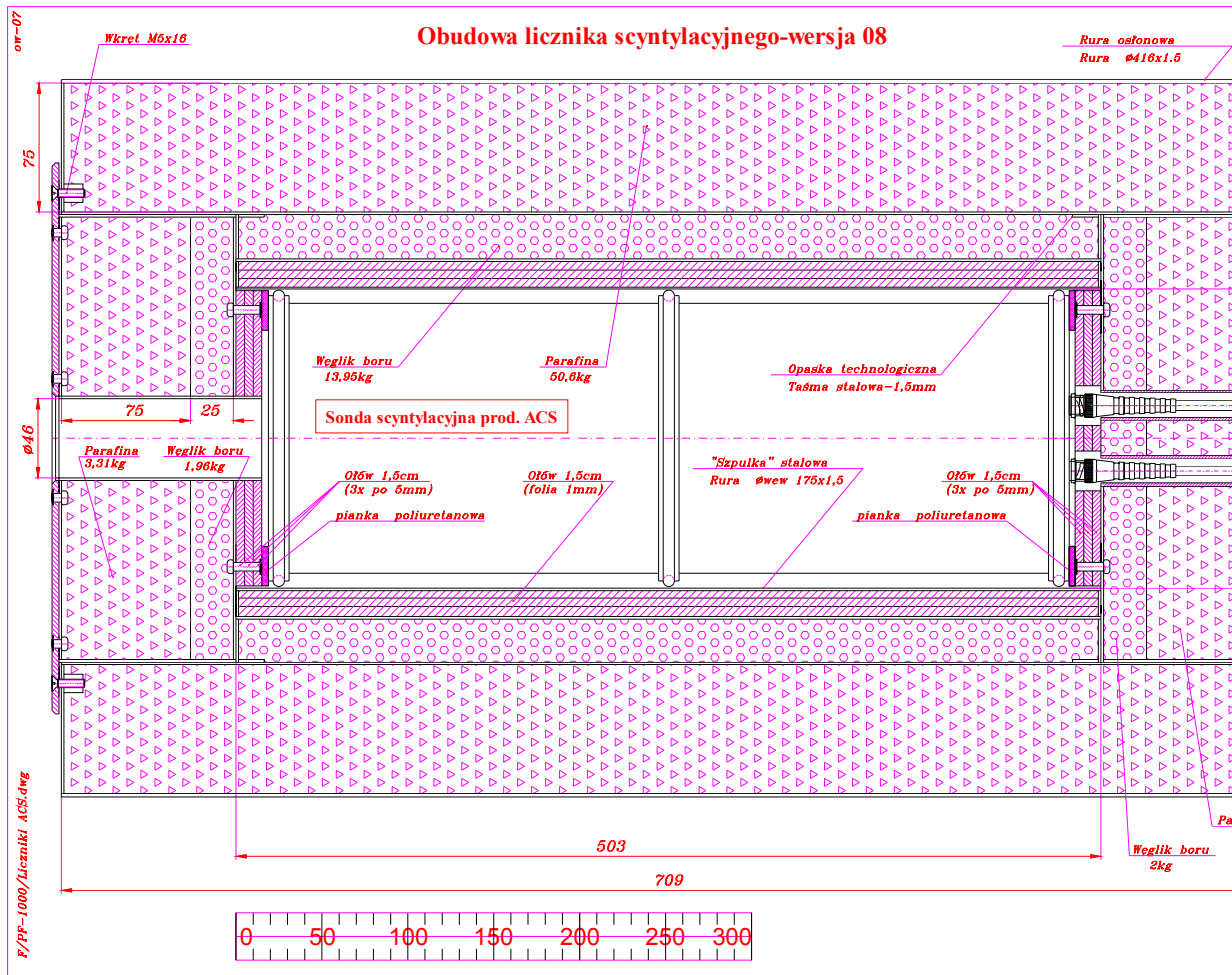 ow-07
Wkręt M5x16
Obudowa licznika scyntylacyjnego-wersja 08
Rura osłonowa
Rura ø416x1.5
75
Węglik boru
13,95kg
Parafina
50,6kg
Opaska technologiczna
Taśma stalowa-1,5mm
75
25
Sonda scyntylacyjna prod. ACS
ø46
Parafina
3,31kg
Węglik boru
1,96kg
Ołów 1,5cm
(3x po 5mm)
Ołów 1,5cm
(folia 1mm)
"Szpulka" stalowa
Rura øwew 175x1,5
Ołów 1,5cm
(3x po 5mm)
pianka poliuretanowa
pianka poliuretanowa
Pa
503
Węglik boru
2kg
709
F/PF-1000/Liczniki ACS.dwg
0 50 100 150 200 250 300